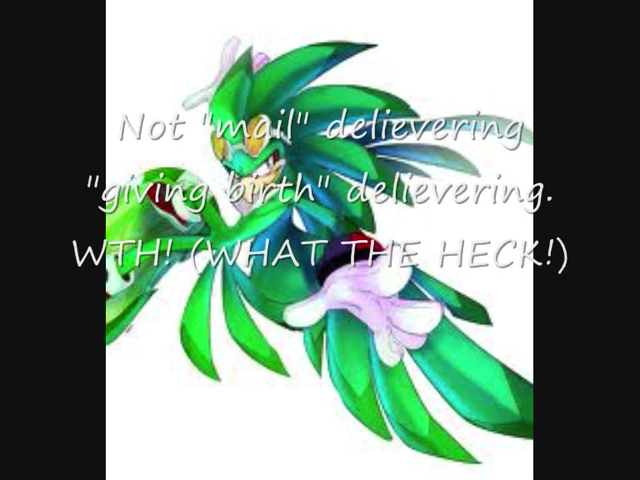 Not "mail" delievering
"giving birth" delievering.
WTH! (WHAT THE HECK!)